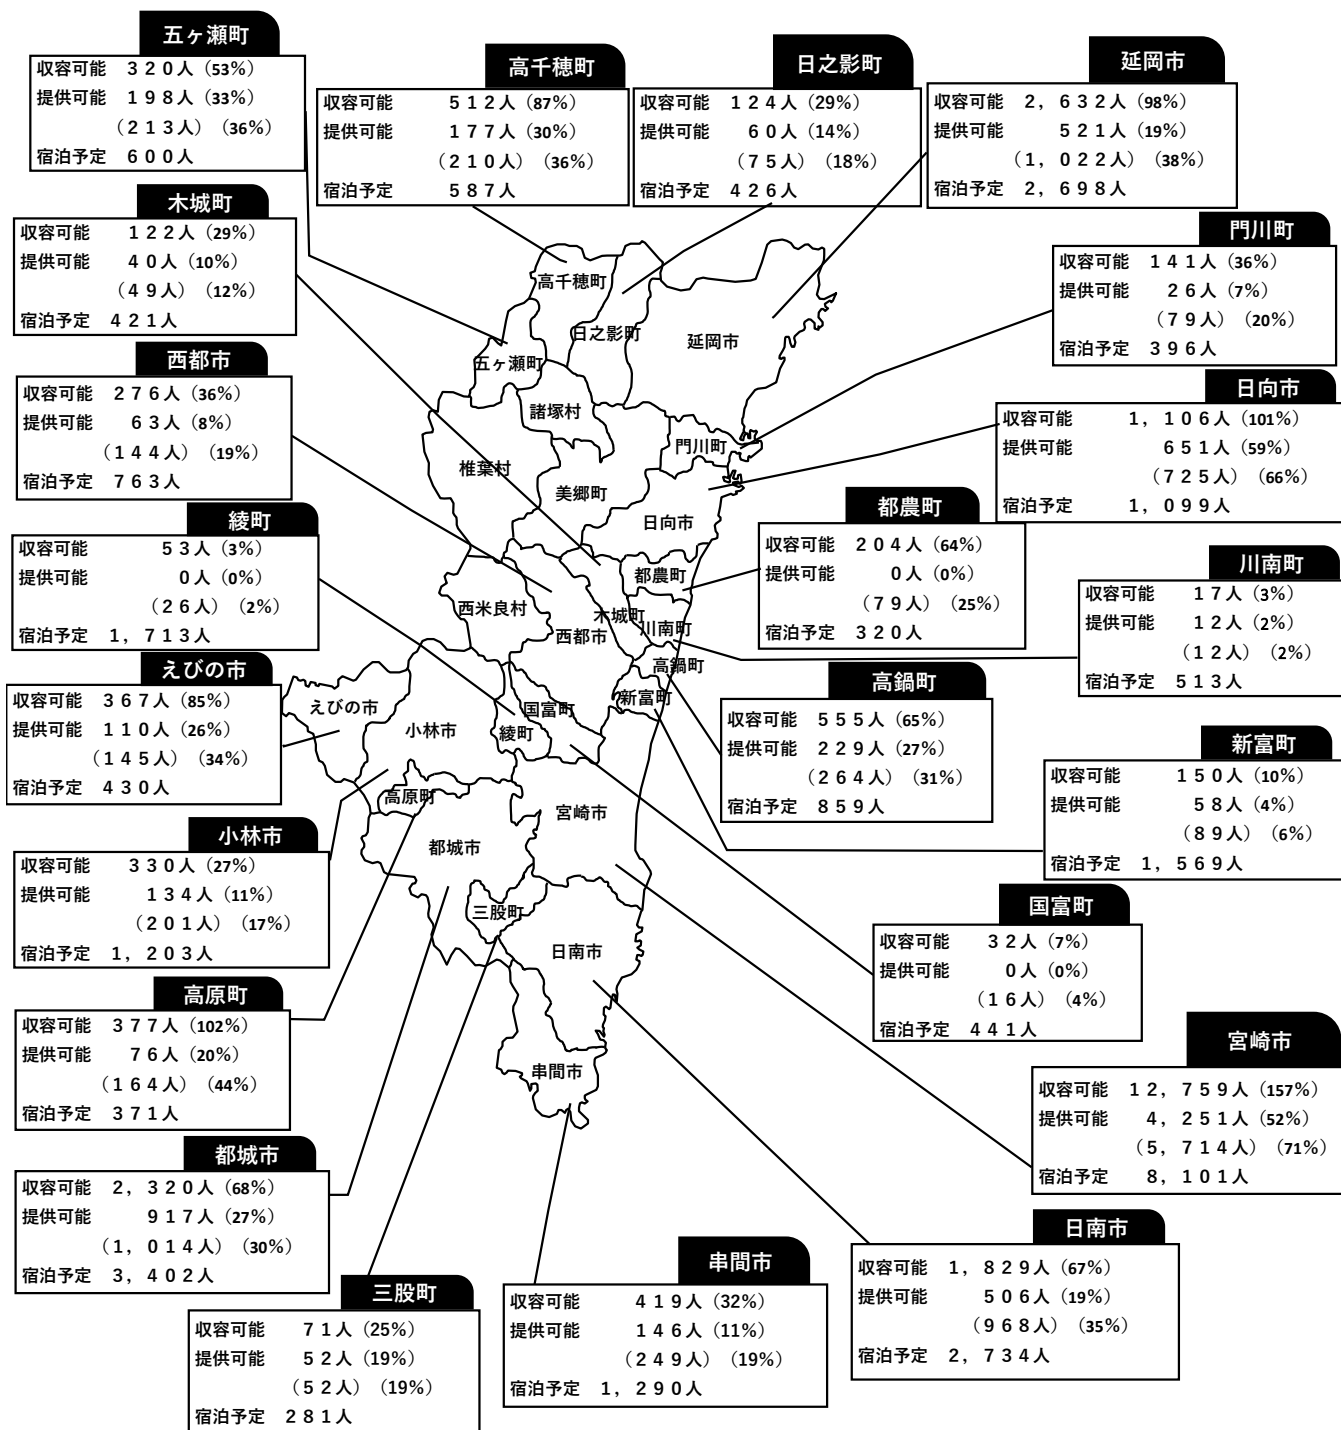 五ヶ瀬町
収容可能 320人(53%)
提供可能 198人(33%)
(213人)(36%)
宿泊予定 600人
高千穂町
収容可能 512人(87%)
提供可能 177人(30%)
(210人)(36%)
宿泊予定 587人
日之影町
収容可能 124人(29%)
提供可能 60人(14%)
(75人)(18%)
宿泊予定 426人
延岡市
収容可能 2,632人(98%)
提供可能 521人(19%)
(1,022人)(38%)
宿泊予定 2,698人
木城町
収容可能 122人(29%)
提供可能 40人(10%)
(49人)(12%)
宿泊予定 421人
門川町
収容可能 141人(36%)
提供可能 26人(7%)
(79人)(20%)
宿泊予定 396人
西都市
収容可能 276人(36%)
提供可能 63人(8%)
(144人)(19%)
宿泊予定 763人
日向市
収容可能 1,106人(101%)
提供可能 651人(59%)
(725人)(66%)
宿泊予定 1,099人
綾町
収容可能 53人(3%)
提供可能 0人(0%)
(26人)(2%)
宿泊予定 1,713人
都農町
収容可能 204人(64%)
提供可能 0人(0%)
(79人)(25%)
宿泊予定 320人
川南町
収容可能 17人(3%)
提供可能 12人(2%)
(12人)(2%)
宿泊予定 513人
えびの市
収容可能 367人(85%)
提供可能 110人(26%)
(145人)(34%)
宿泊予定 430人
高鍋町
収容可能 555人(65%)
提供可能 229人(27%)
(264人)(31%)
宿泊予定 859人
新富町
収容可能 150人(10%)
提供可能 58人(4%)
(89人)(6%)
宿泊予定 1,569人
小林市
収容可能 330人(27%)
提供可能 134人(11%)
(201人)(17%)
宿泊予定 1,203人
国富町
収容可能 32人(7%)
提供可能 0人(0%)
(16人)(4%)
宿泊予定 441人
高原町
収容可能 377人(102%)
提供可能 76人(20%)
(164人)(44%)
宿泊予定 371人
宮崎市
収容可能 12,759人(157%)
提供可能 4,251人(52%)
(5,714人)(71%)
宿泊予定 8,101人
都城市
収容可能 2,320人(68%)
提供可能 917人(27%)
(1,014人)(30%)
宿泊予定 3,402人
日南市
収容可能 1,829人(67%)
提供可能 506人(19%)
(968人)(35%)
宿泊予定 2,734人
三股町
収容可能 71人(25%)
提供可能 52人(19%)
(52人)(19%)
宿泊予定 281人
串間市
収容可能 419人(32%)
提供可能 146人(11%)
(249人)(19%)
宿泊予定 1,290人
高千穂町
日之影町
延岡市
五ヶ瀬町
諸塚村
門川町
椎葉村
美郷町
日向市
都農町
西米良村
木城町
川南町
西都市
高鍋町
新富町
えびの市
国富町
小林市
綾町
高原町
宮崎市
都城市
三股町
日南市
串間市